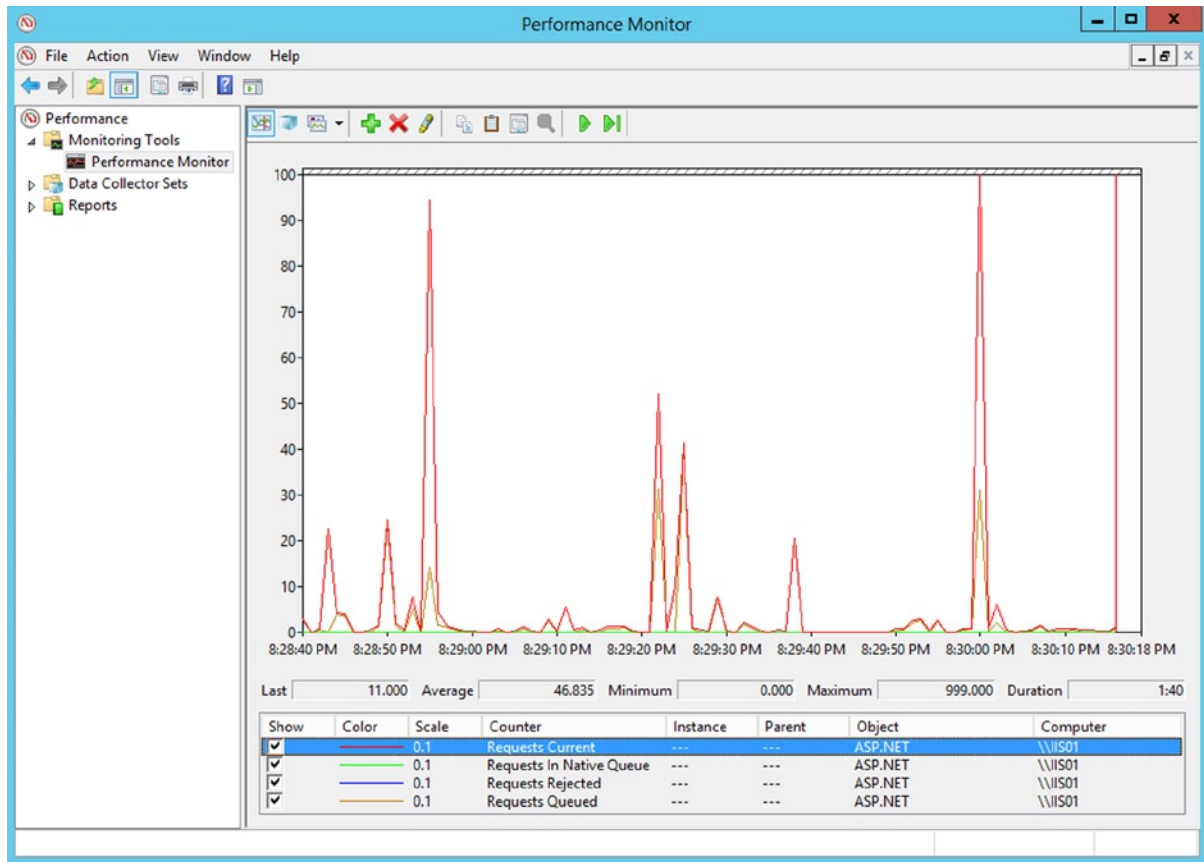 Performance Monitor
File Action View Window Help
Performance
Monitoring Tools
Performance Monitor
Data Collector Sets
Reports
100
90
80
70
60
50
40
30
20
10
0
8:28:40 PM 8:28:50 PM 8:29:00 PM 8:29:10 PM 8:29:20 PM 8:29:30 PM 8:29:40 PM 8:29:50 PM 8:30:00 PM 8:30:10 PM 8:30:18 PM
Last 11.000 Average 46.835 Minimum 0.000 Maximum 999.000 Duration 1:40
Show Color Scale Counter Instance Parent Object Computer
0.1 Requests Current --- --- ASP.NET \\IIS01
0.1 Requests In Native Queue --- --- ASP.NET \\IIS01
0.1 Requests Rejected --- --- ASP.NET \\IIS01
0.1 Requests Queued --- --- ASP.NET \\IIS01